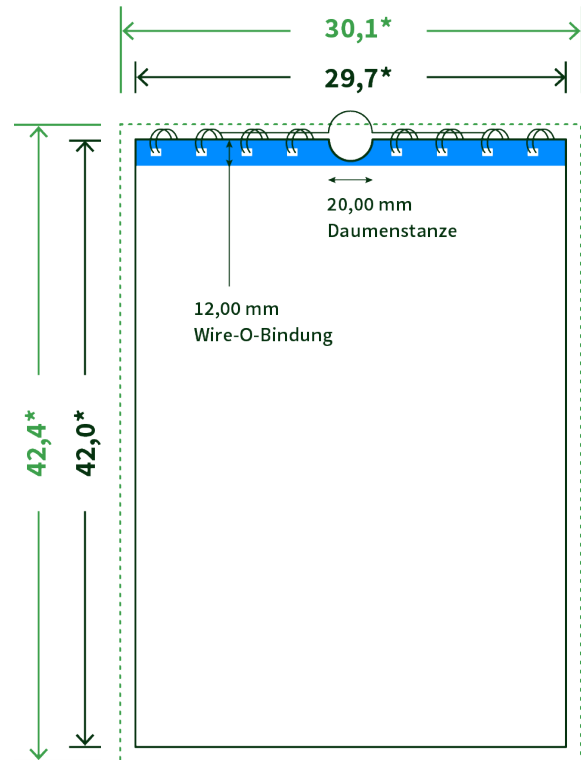 30,1*
29,7*
20,00 mm
Daumenstanze
12,00 mm
Wire-O-Bindung
42,4*
42,0*